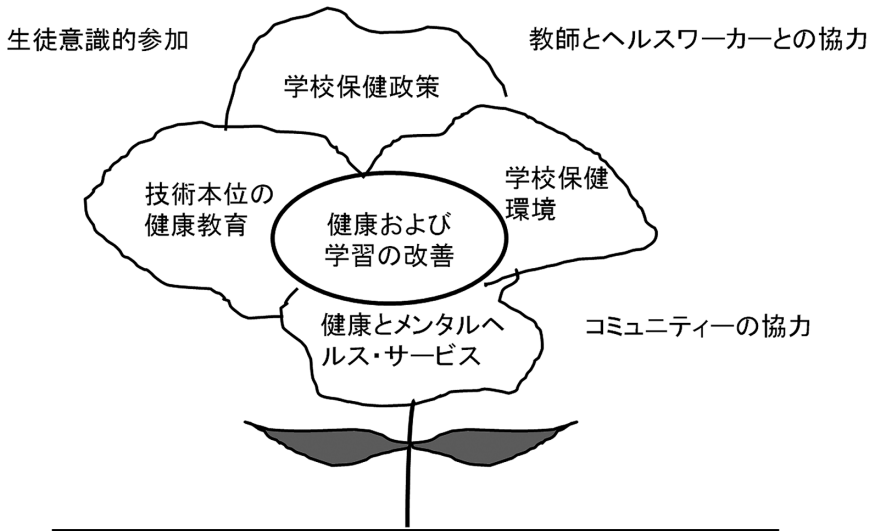 生徒意識的参加
教師とヘルスワーカーとの協力
学校保健政策
技術本位の
健康教育
健康および
学習の改善
学校保健
環境
健康とメンタルヘ
ルス・サービス
コミュニティーの協力